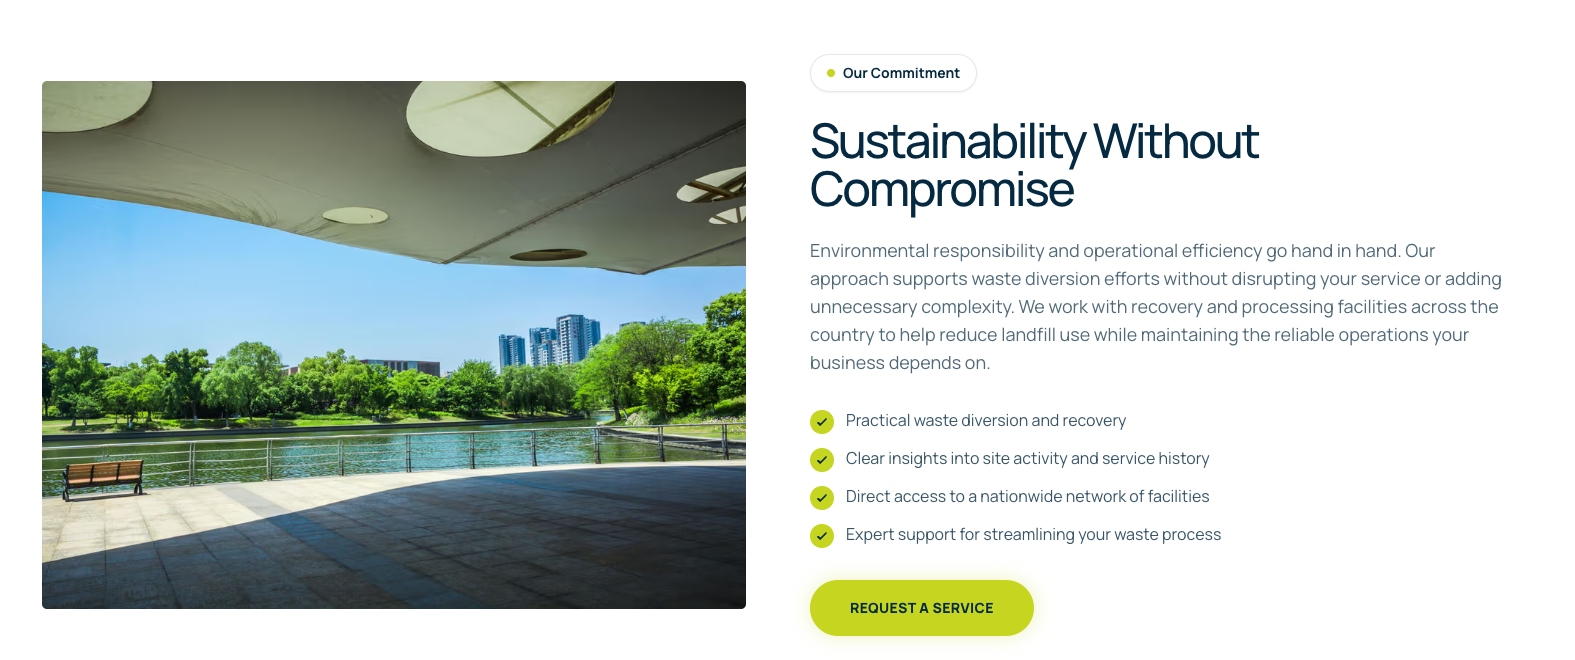 Our Commitment
Sustainability Without
Compromise
Environmental responsibility and operational efficiency go hand in hand. Our
approach supports waste diversion efforts without disrupting your service or adding
unnecessary complexity. We work with recovery and processing facilities across the
country to help reduce landfill use while maintaining the reliable operations your
business depends on.
Practical waste diversion and recovery
Clear insights into site activity and service history
Direct access to a nationwide network of facilities
Expert support for streamlining your waste process
REQUEST A SERVICE